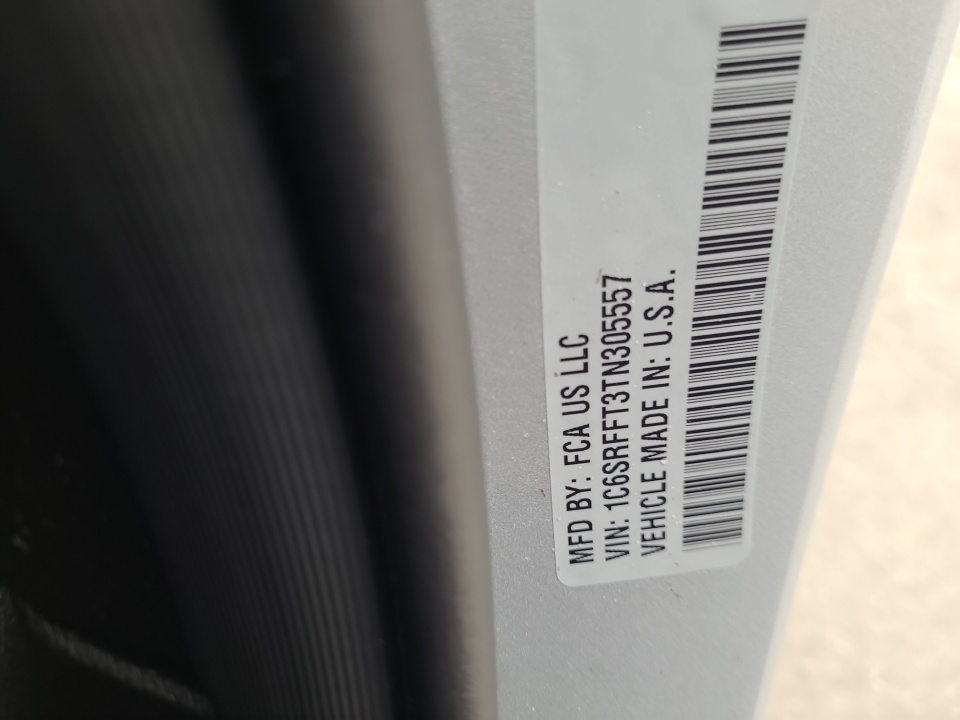 MFD BY: FCA US LLC
VIN: 1C6SRFFT3TN305557
VEHICLE MADE IN: U.S.A.